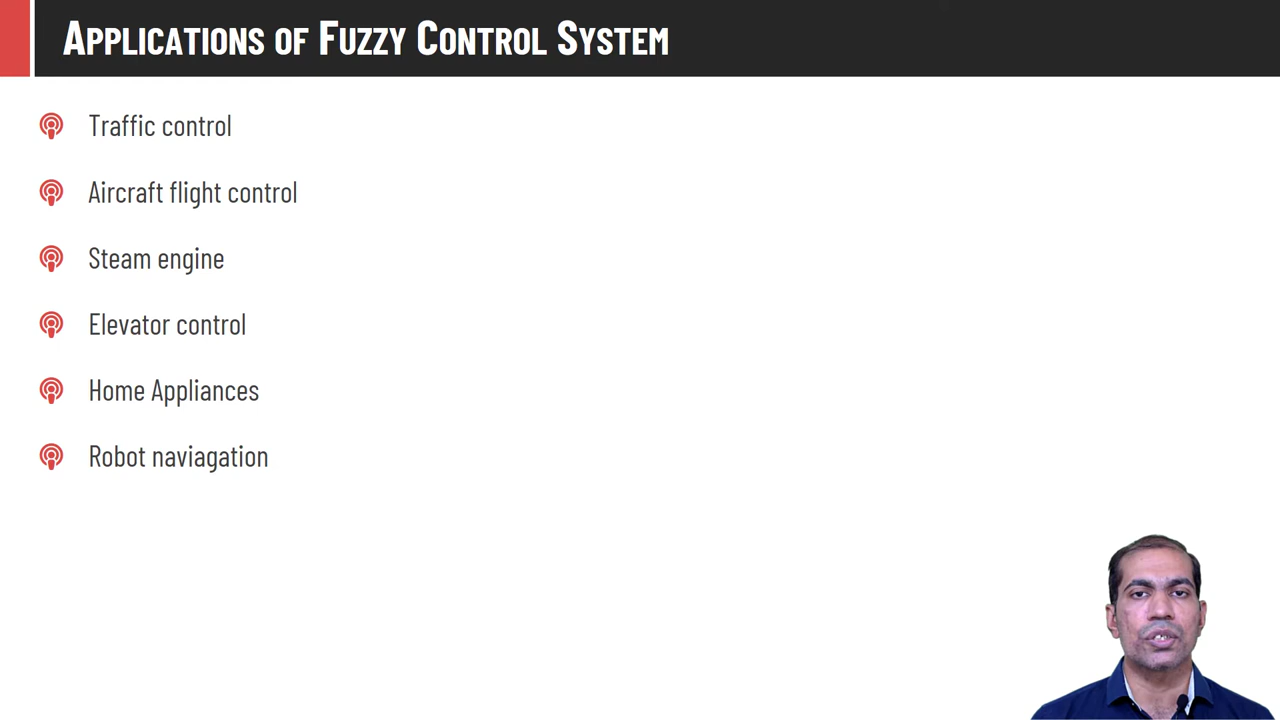 Applications of Fuzzy Control System
Traffic control
Aircraft flight control
Steam engine
Elevator control
Home Appliances
Robot naviagation